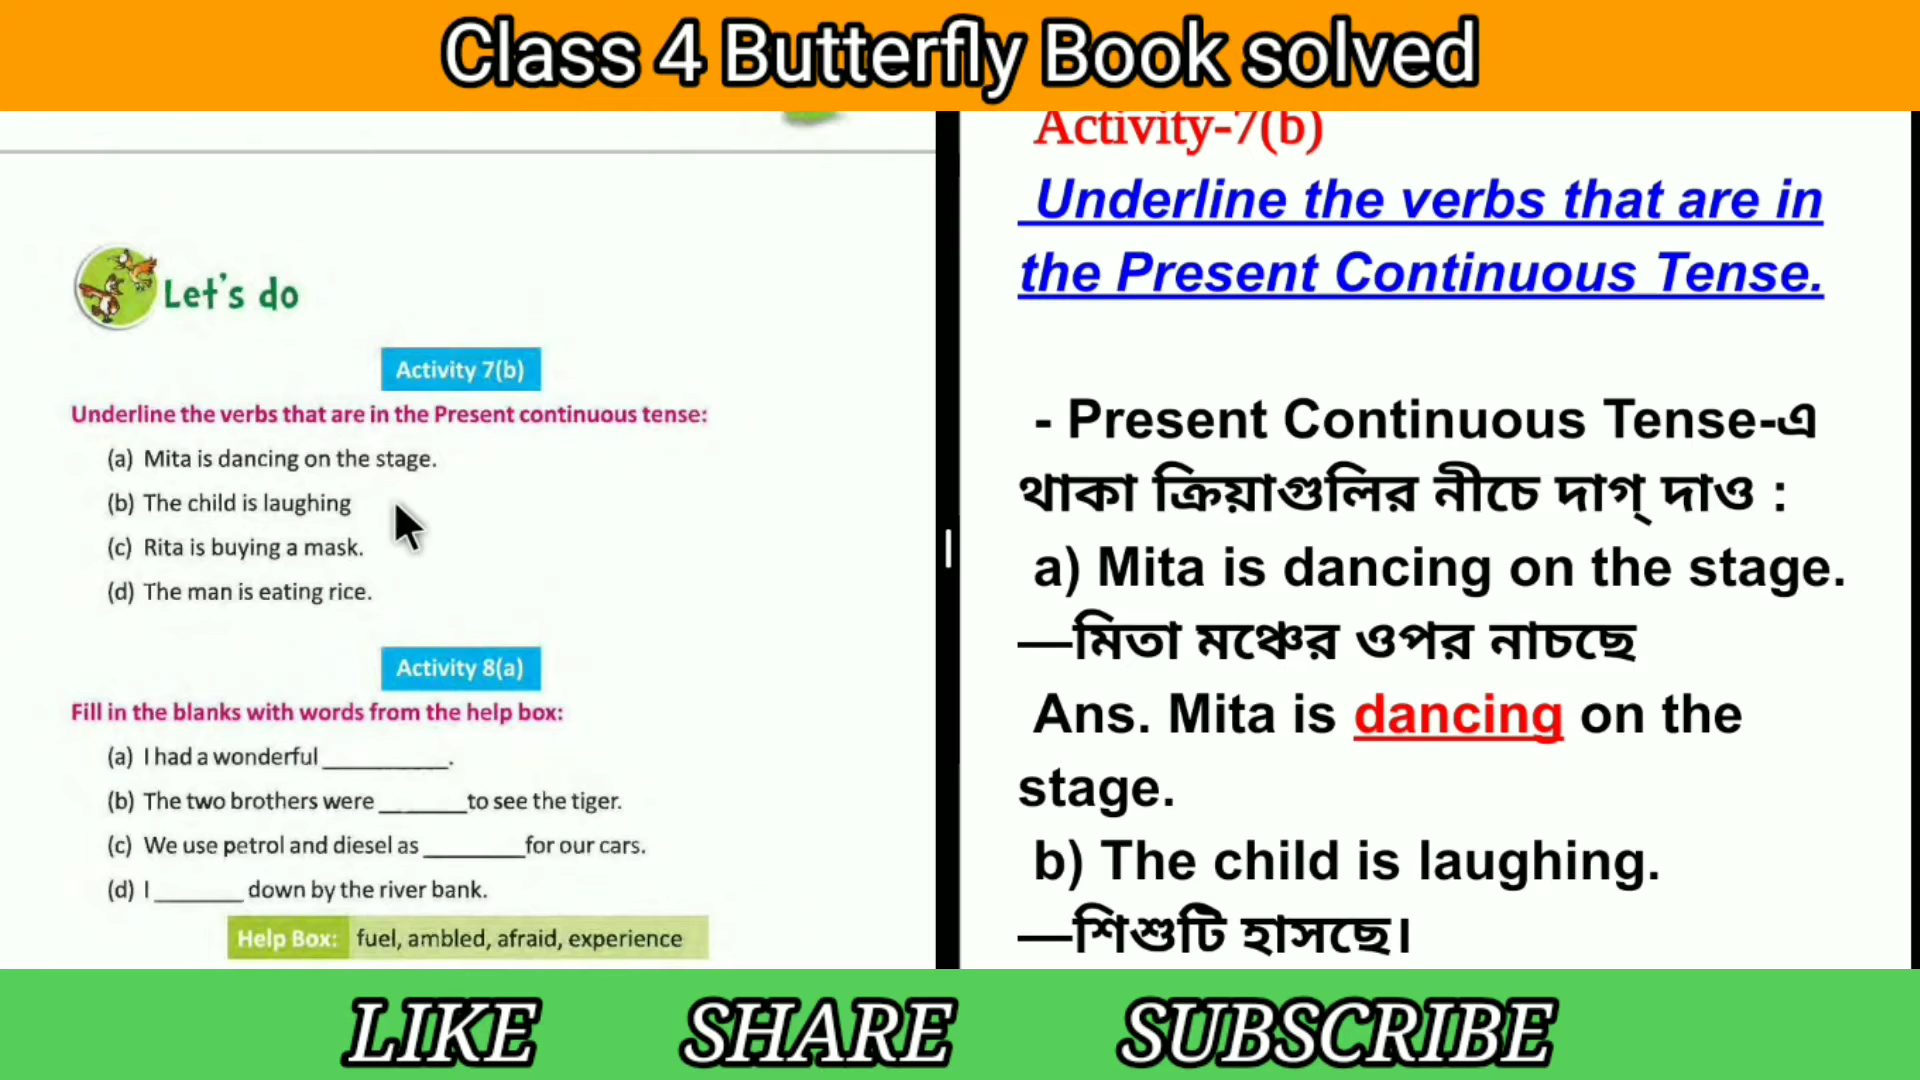 Class 4 Butterfly Book solved
Let's do
Activity 7(b)
Underline the verbs that are in the Present continuous tense:
(a) Mita is dancing on the stage.
(b) The child is laughing
(c) Rita is buying a mask.
(d) The man is eating rice.
Activity 8(a)
Fill in the blanks with words from the help box:
(a) I had a wonderful __________.
(b) The two brothers were _______to see the tiger.
(c) We use petrol and diesel as ________for our cars.
(d) I _______ down by the river bank.
Help Box: fuel, ambled, afraid, experience
Activity-7(b)
Underline the verbs that are in
the Present Continuous Tense.
- Present Continuous Tense-এ
থাকা ক্রিয়াগুলির নীচে দাগ্ দাও :
a) Mita is dancing on the stage.
—মিতা মঞ্চের ওপর নাচছে
Ans. Mita is dancing on the
stage.
b) The child is laughing.
—শিশুটি হাসছে।
LIKE SHARE SUBSCRIBE